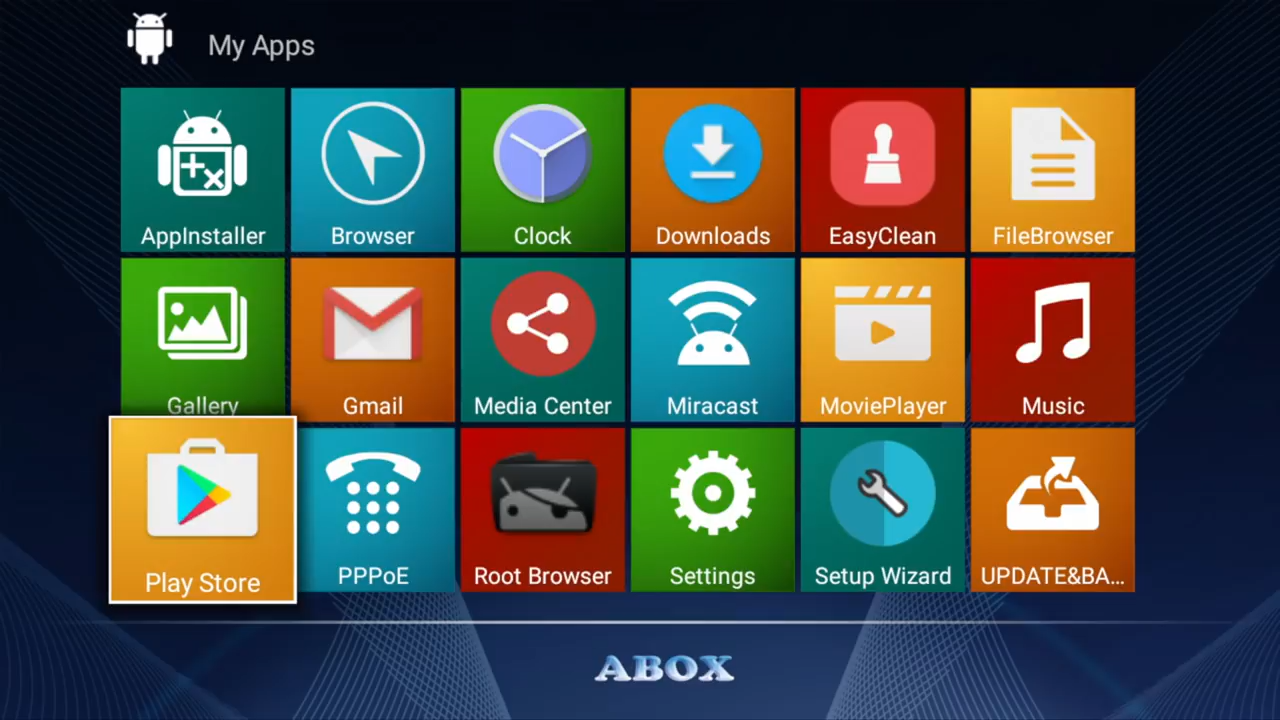 My Apps
AppInstaller
Browser
Clock
Downloads
EasyClean
FileBrowser
Gallery
Gmail
Media Center
Miracast
MoviePlayer
Music
Play Store
PPPoE
Root Browser
Settings
Setup Wizard
UPDATE&BA...
ABOX